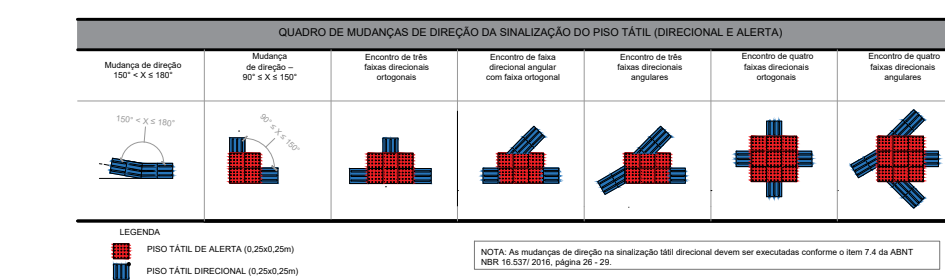 QUADRO DE MUDANÇAS DE DIREÇÃO DA SINALIZAÇÃO DO PISO TÁTIL (DIRECIONAL E ALERTA)
Mudança de direção
150° < X ≤ 180°
Mudança
de direção –
90° ≤ X ≤ 150°
Encontro de três
faixas direcionais
ortogonais
Encontro de faixa
direcional angular
com faixa ortogonal
Encontro de três
faixas direcionais
angulares
Encontro de quatro
faixas direcionais
ortogonais
Encontro de quatro
faixas direcionais
angulares
150° < X ≤ 180°
90° ≤ X ≤ 150°
LEGENDA
PISO TÁTIL DE ALERTA (0,25x0,25m)
PISO TÁTIL DIRECIONAL (0,25x0,25m)
NOTA: As mudanças de direção na sinalização tátil direcional devem ser executadas conforme o item 7.4 da ABNT
NBR 16.537/ 2016, página 26 - 29.